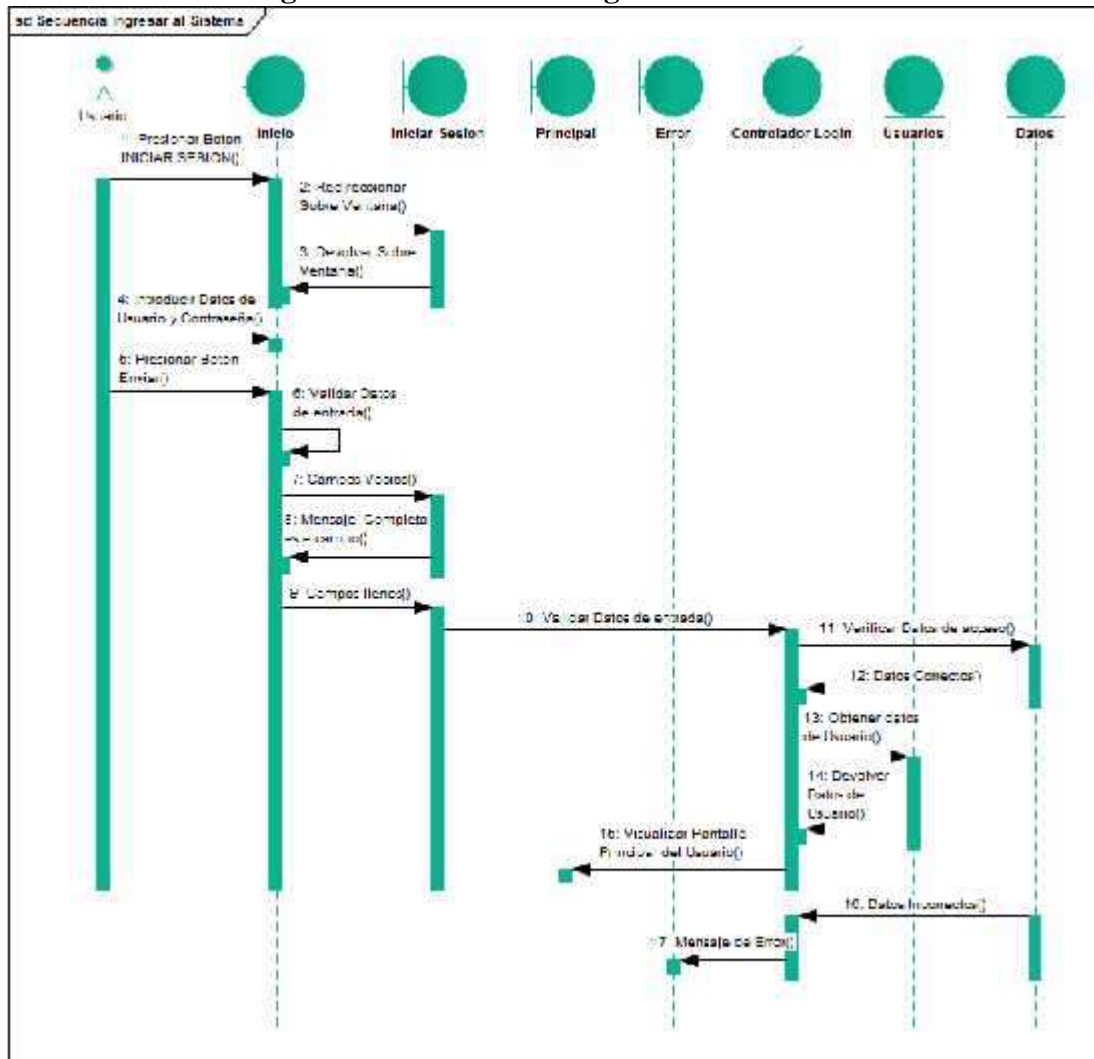 sd Secuencia Ingresar al Sistema
Usuario
Inicio
Iniciar Sesion
Principal
Error
Controlador Login
Usuarios
Datos
1: Presionar Boton
INICIAR SESION()
2: Redireccionar
Sobre Ventana()
3: Devolver Sobre
Ventana()
4: Introducir Datos de
Usuario y Contraseña()
5: Presionar Boton
Enviar()
6: Validar Datos
de entrada()
7: Campos Vacios()
8: Mensaje: Complete
este campo()
9: Campos llenos()
10: Validar Datos de entrada()
11: Verificar Datos de acceso()
12: Datos Correctos()
13: Obtener datos
de Usuario()
14: Devolver
Datos de
Usuario()
15: Visualizar Pantalla
Principal del Usuario()
16: Datos Incorrectos()
17: Mensaje de Error()